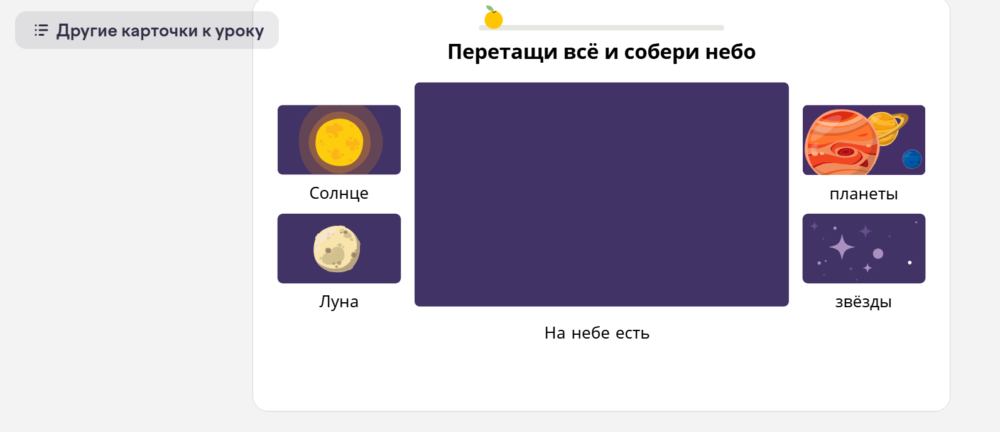 Другие карточки к уроку
Перетащи всё и собери небо
Солнце
планеты
Луна
звёзды
На небе есть